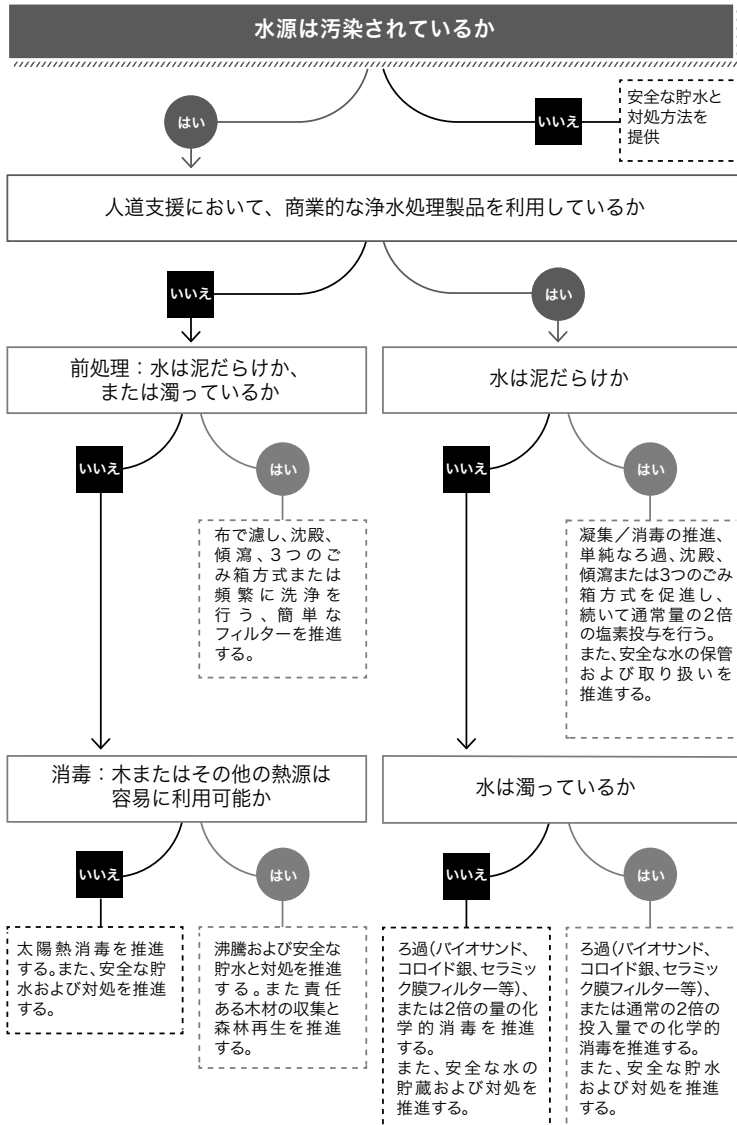 水源は汚染されているか
はい
いいえ
安全な貯水と
対処方法を
提供
人道支援において、商業的な浄水処理製品を利用しているか
いいえ
はい
前処理：水は泥だらけか、
または濁っているか
水は泥だらけか
いいえ
はい
いいえ
はい
布で濾し、沈殿、
傾瀉、3つのご
み箱方式または
頻繁に洗浄を
行う、簡単な
フィルターを推進
する。
凝集／消毒の推進、
単純なろ過、沈殿、
傾瀉または3つのごみ
箱方式を促進し、
続いて通常量の2倍
の塩素投与を行う。
また、安全な水の保管
および取り扱いを
推進する。
消毒：木またはその他の熱源は
容易に利用可能か
水は濁っているか
いいえ
はい
いいえ
はい
太陽熱消毒を推進
する。また、安全な貯
水および対処を推進
する。
沸騰および安全な
貯水と対処を推進
する。また責任
ある木材の収集と
森林再生を推進
する。
ろ過（バイオサンド、
コロイド銀、セラミッ
ク膜フィルター等）、
または2倍の量の化
学的消毒を推進
する。
また、安全な水の
貯蔵および対処を
推進する。
ろ過（バイオサンド、
コロイド銀、セラミッ
ク膜フィルター等）、
または通常の2倍の
投入量での化学的
消毒を推進する。
また、安全な貯水
および対処を推進
する。